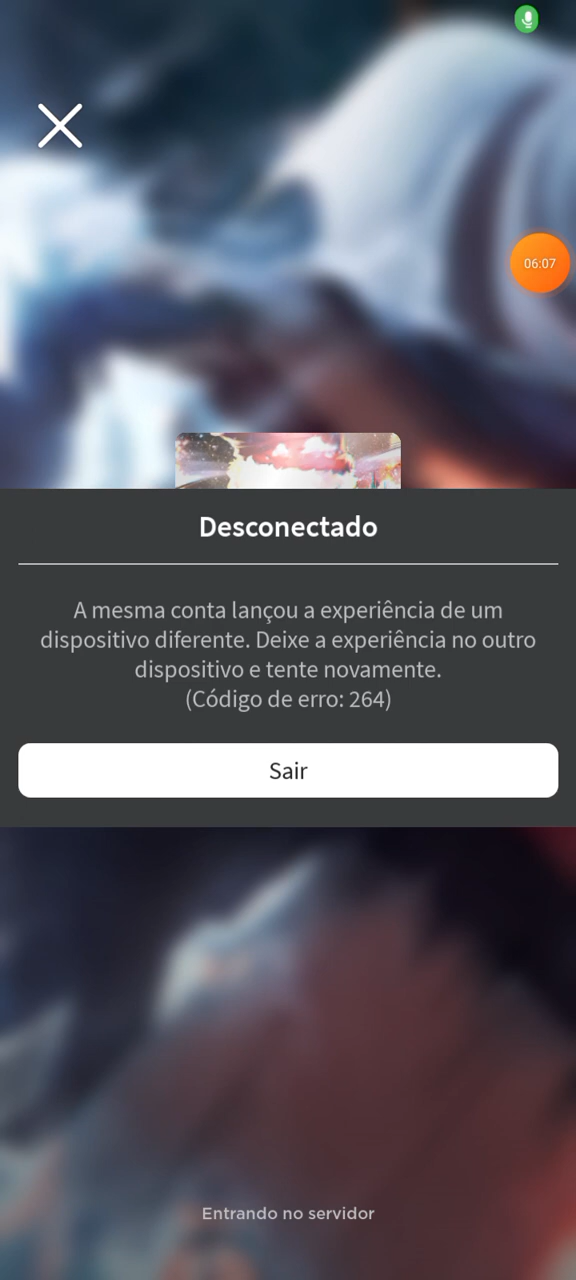 06:07
Desconectado
A mesma conta lançou a experiência de um
dispositivo diferente. Deixe a experiência no outro
dispositivo e tente novamente.
(Código de erro: 264)
Sair
Entrando no servidor